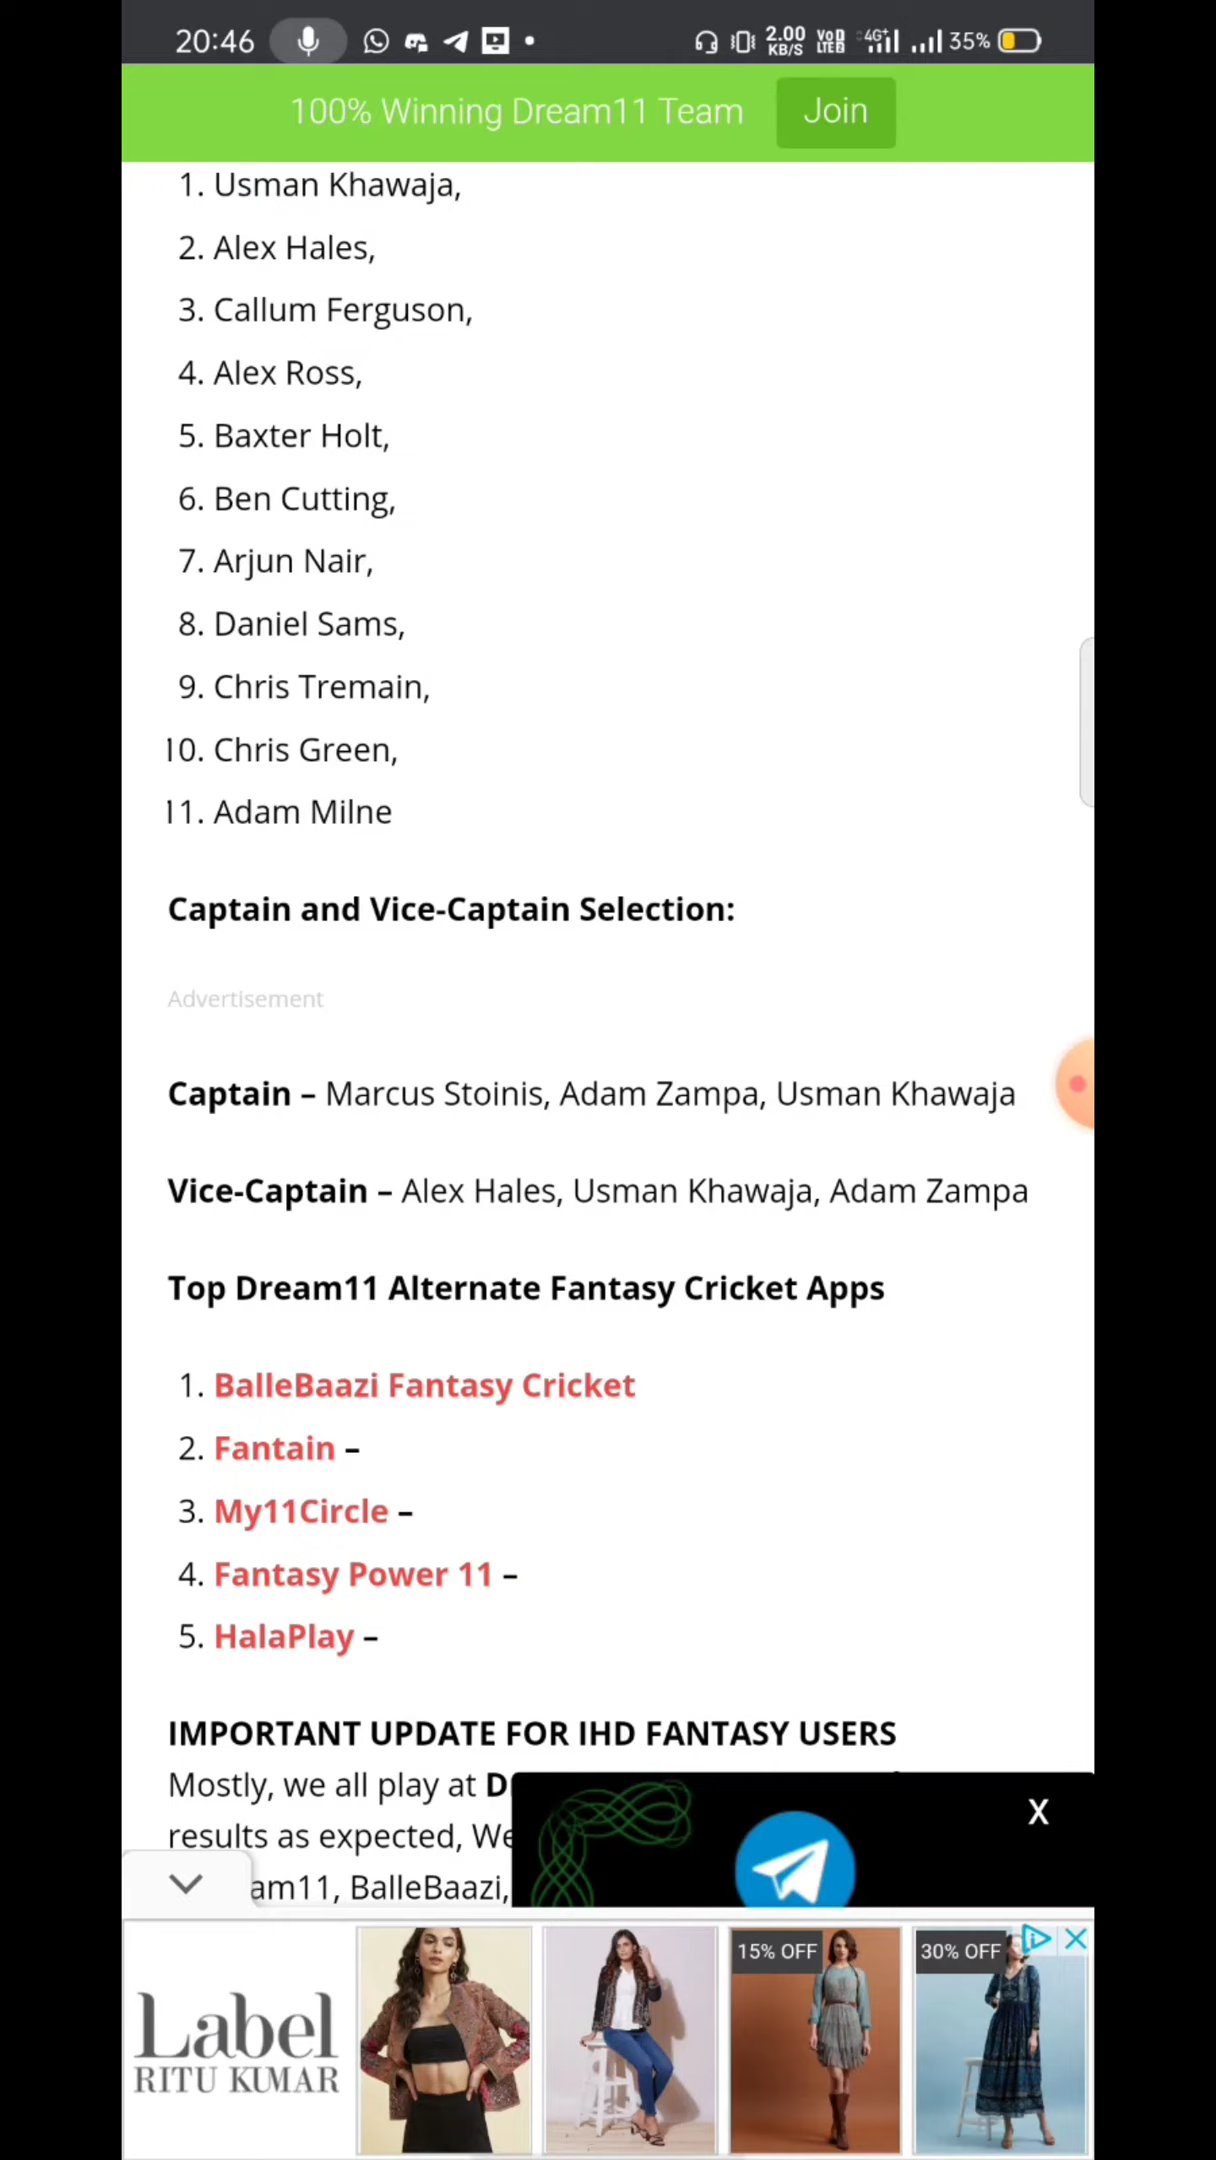 20:46 2.00 KB/S VoD LTE2 4G+ 35%
100% Winning Dream11 Team Join
1. Usman Khawaja,
2. Alex Hales,
3. Callum Ferguson,
4. Alex Ross,
5. Baxter Holt,
6. Ben Cutting,
7. Arjun Nair,
8. Daniel Sams,
9. Chris Tremain,
10. Chris Green,
11. Adam Milne
Captain and Vice-Captain Selection:
Advertisement
Captain – Marcus Stoinis, Adam Zampa, Usman Khawaja
Vice-Captain – Alex Hales, Usman Khawaja, Adam Zampa
Top Dream11 Alternate Fantasy Cricket Apps
1. BalleBaazi Fantasy Cricket
2. Fantain –
3. My11Circle –
4. Fantasy Power 11 –
5. HalaPlay –
IMPORTANT UPDATE FOR IHD FANTASY USERS
Mostly, we all play at D
results as expected, We
am11, BalleBaazi,
X
Label
RITU KUMAR
15% OFF
30% OFF